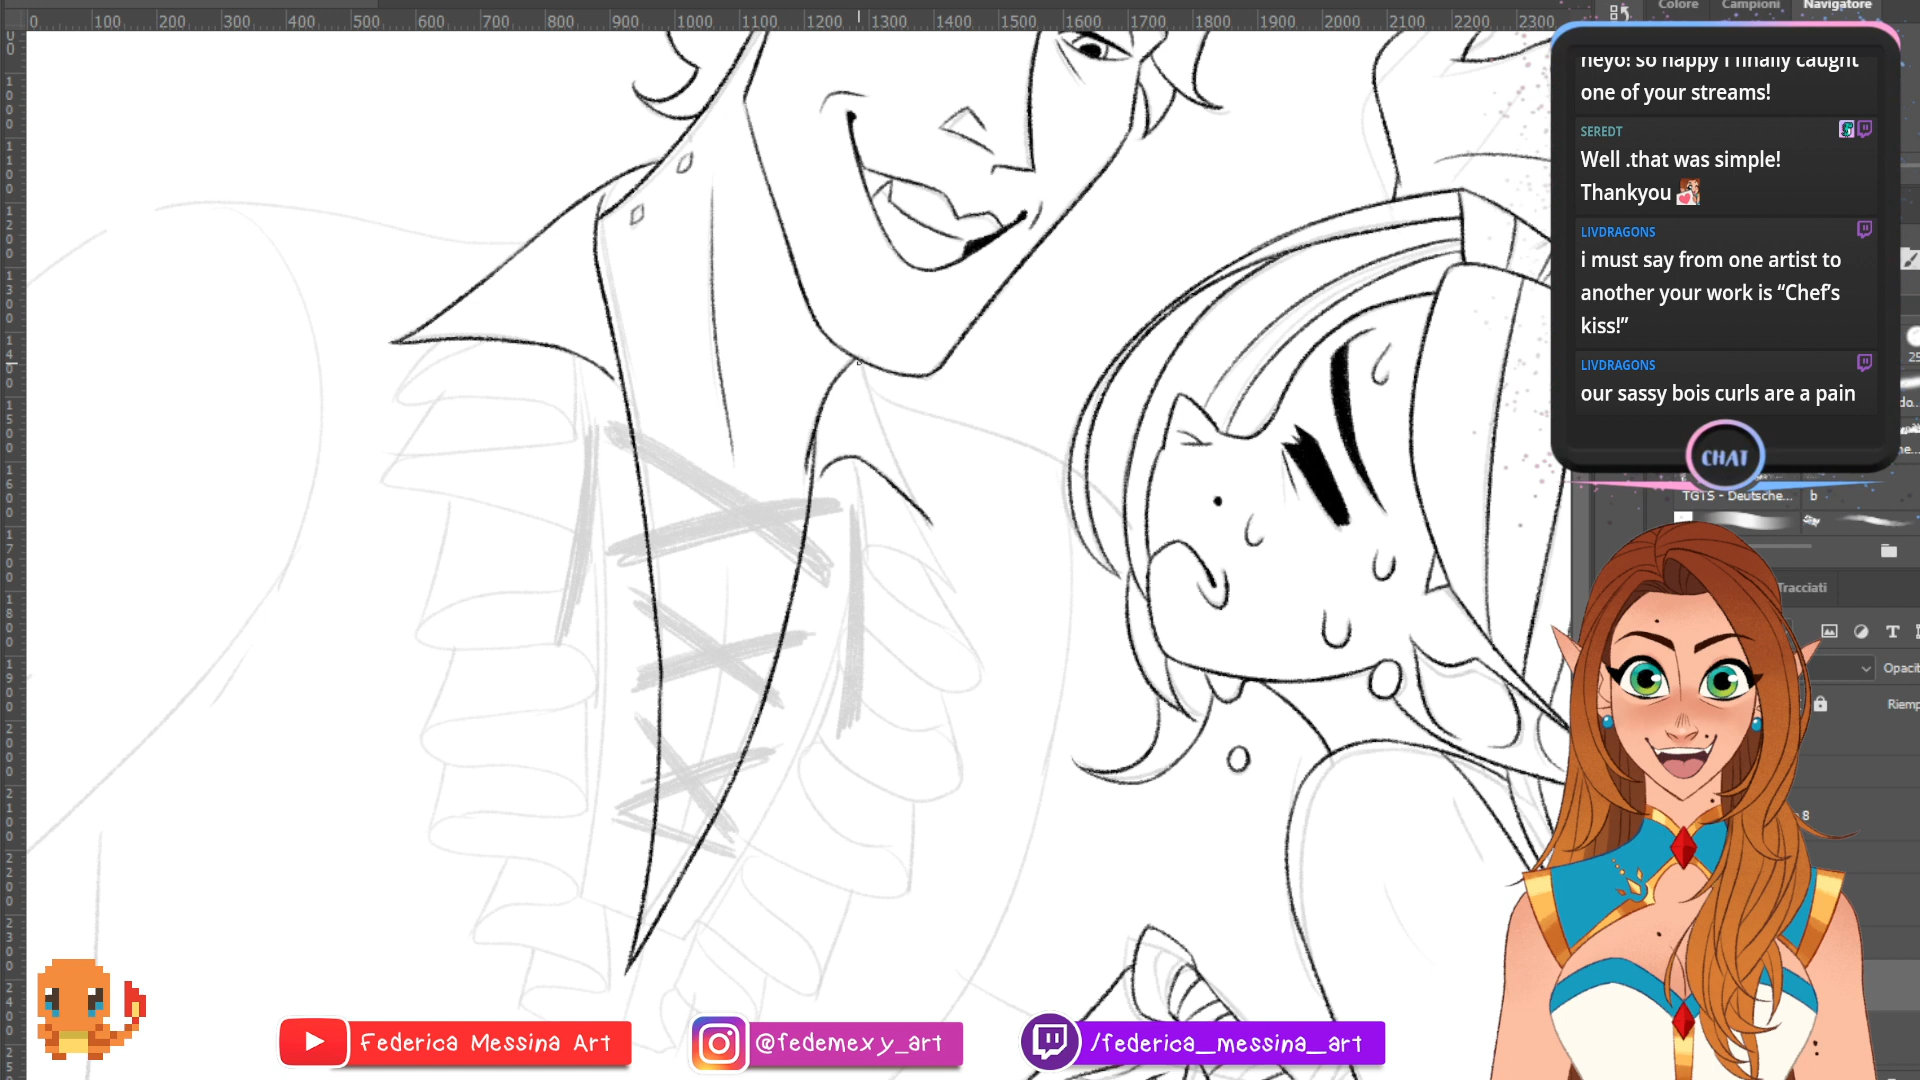 0 100 200 300 400 500 600 700 800 900 1000 1100 1200 1300 1400 1500 1600 1700 1800 1900 2000 2100 2200 2300
Colore Campioni Navigatore
heyo! so happy i finally caught
one of your streams!
SEREDT
Well .that was simple!
Thankyou
LIVDRAGONS
i must say from one artist to
another your work is “Chef’s
kiss!”
LIVDRAGONS
our sassy bois curls are a pain
CHAT
TGTS - Deutsche... b
Tracciati
Opacit
Riemp
8
Federica Messina Art
@fedemexy_art
/federica_messina_art